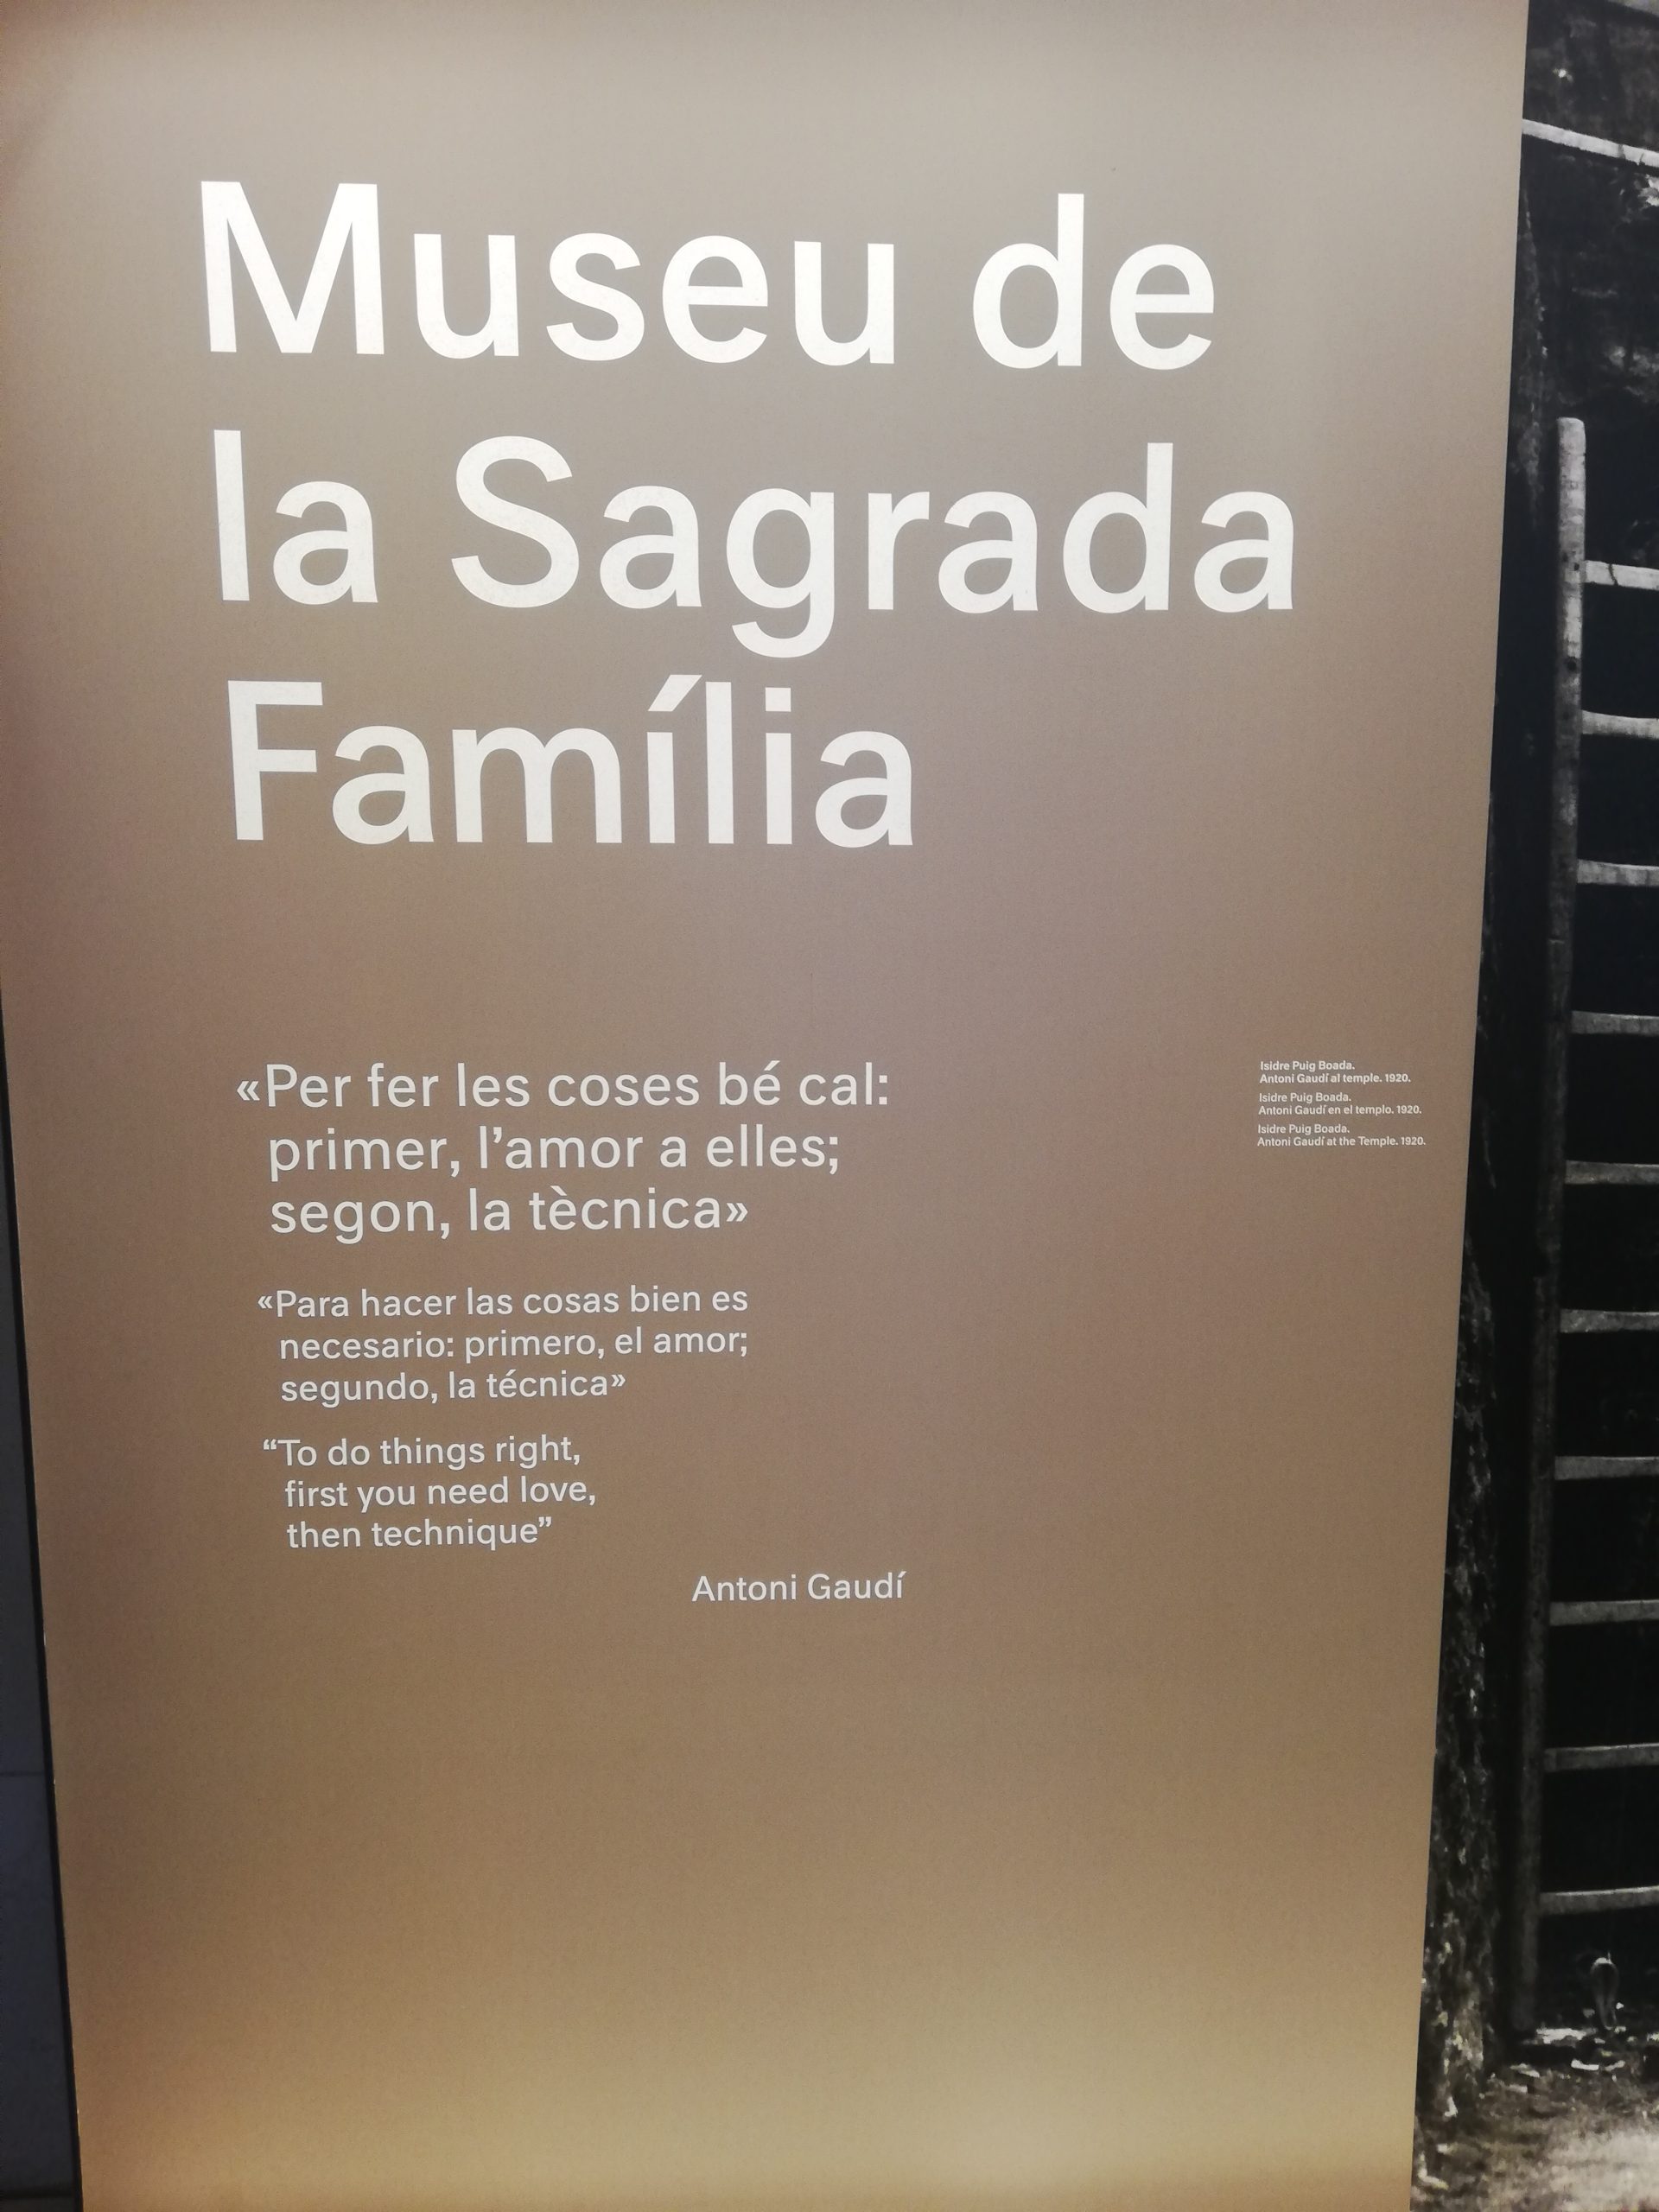 Museu de
la Sagrada
Família
«Per fer les coses bé cal:
primer, l’amor a elles;
segon, la tècnica»
«Para hacer las cosas bien es
necesario: primero, el amor;
segundo, la técnica»
“To do things right,
first you need love,
then technique”
Antoni Gaudí
Isidre Puig Boada.
Antoni Gaudí al temple. 1920.
Isidre Puig Boada.
Antoni Gaudí en el templo. 1920.
Isidre Puig Boada.
Antoni Gaudí at the Temple. 1920.